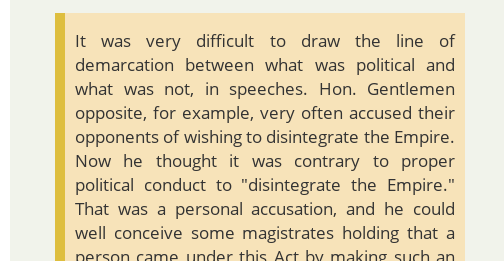 It was very difficult to draw the line of
demarcation between what was political and
what was not, in speeches. Hon. Gentlemen
opposite, for example, very often accused their
opponents of wishing to disintegrate the Empire.
Now he thought it was contrary to proper
political conduct to "disintegrate the Empire."
That was a personal accusation, and he could
well conceive some magistrates holding that a
person came under this Act by making such an